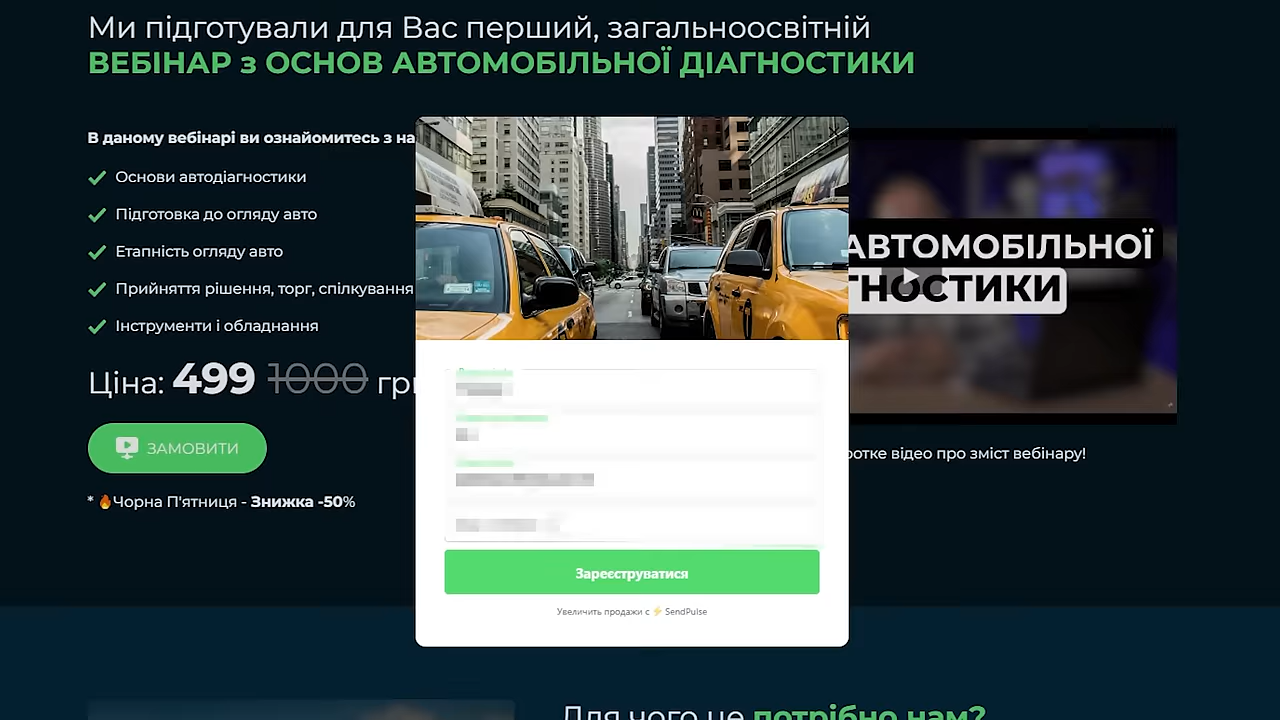 Ми підготували для Вас перший, загальноосвітній
ВЕБІНАР з ОСНОВ АВТОМОБІЛЬНОЇ ДІАГНОСТИКИ
В даному вебінарі ви ознайомитесь з на
Основи автодіагностики
Підготовка до огляду авто
Етапність огляду авто
Прийняття рішення, торг, спілкування
Інструменти і обладнання
Ціна: 499 1000 грн
ЗАМОВИТИ
* 🔥Чорна П'ятниця - Знижка -50%
АВТОМОБІЛЬНОЇ
ГНОСТИКИ
ротке відео про зміст вебінару!
Зареєструватися
Увеличить продажи с ⚡ SendPulse
Для чого це потрібно нам?